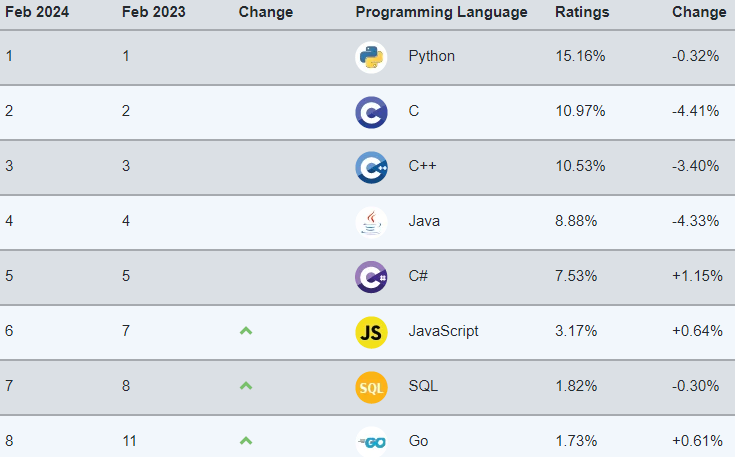 Feb 2024 Feb 2023 Change Programming Language Ratings Change
1 1 Python 15.16% -0.32%
2 2 C C 10.97% -4.41%
3 3 C++ C++ 10.53% -3.40%
4 4 Java 8.88% -4.33%
5 5 C# C# 7.53% +1.15%
6 7 JS JavaScript 3.17% +0.64%
7 8 SQL SQL 1.82% -0.30%
8 11 GO Go 1.73% +0.61%